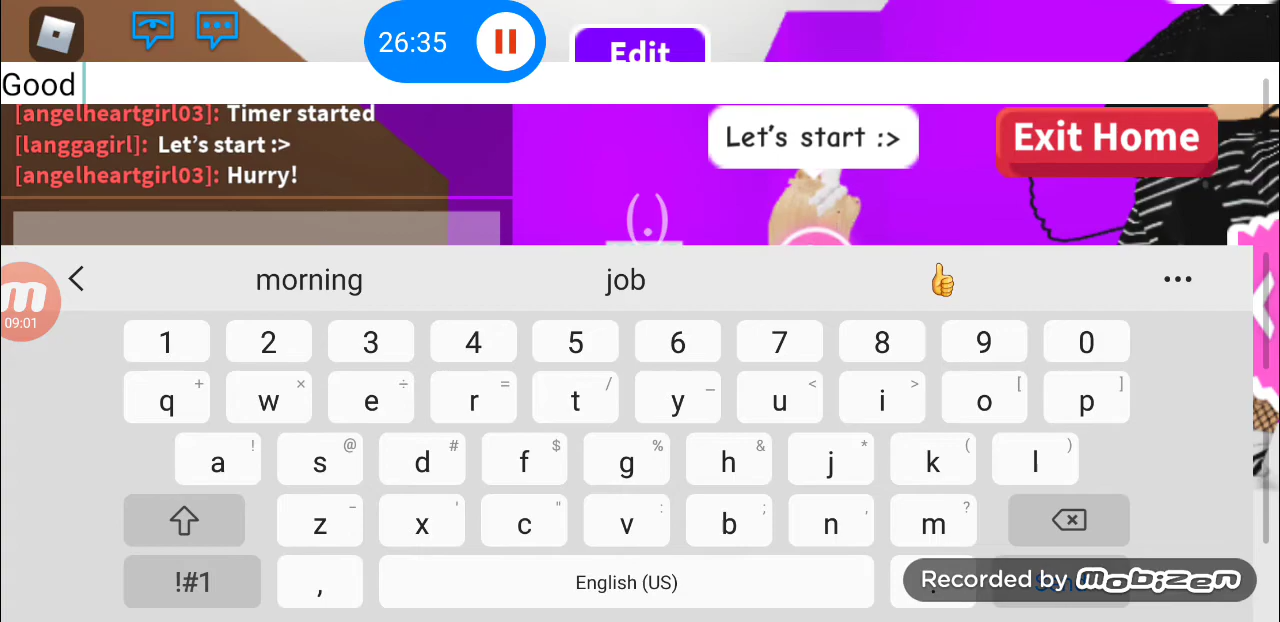 26:35
Edit
Good
[angelheartgirl03]: Timer started
[langgagirl]: Let's start :>
[angelheartgirl03]: Hurry!
Let's start :>
Exit Home
(.)
m
09:01
morning job 👍 •••
1 2 3 4 5 6 7 8 9 0
+ × ÷ = / _ < > [ ]
q w e r t y u i o p
! @ # $ % & * ( )
a s d f g h j k l
- ' " : ; , ?
z x c v b n m
!#1 , English (US) .
Recorded by mobizen